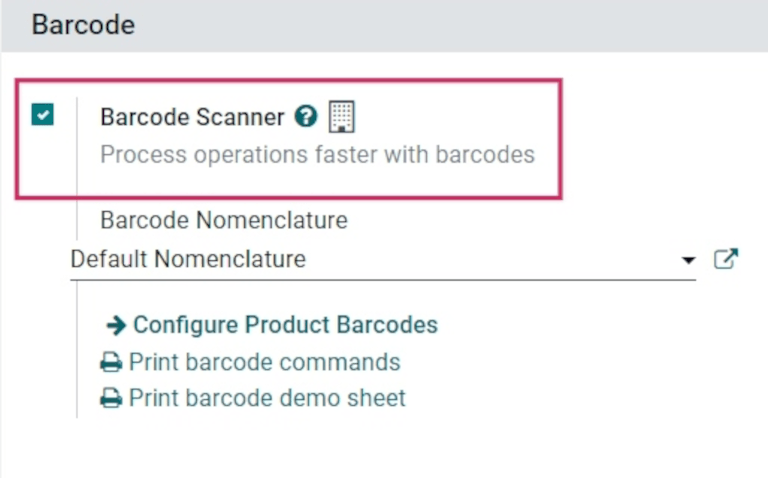 Barcode
Barcode Scanner ?
Process operations faster with barcodes
Barcode Nomenclature
Default Nomenclature
Configure Product Barcodes
Print barcode commands
Print barcode demo sheet